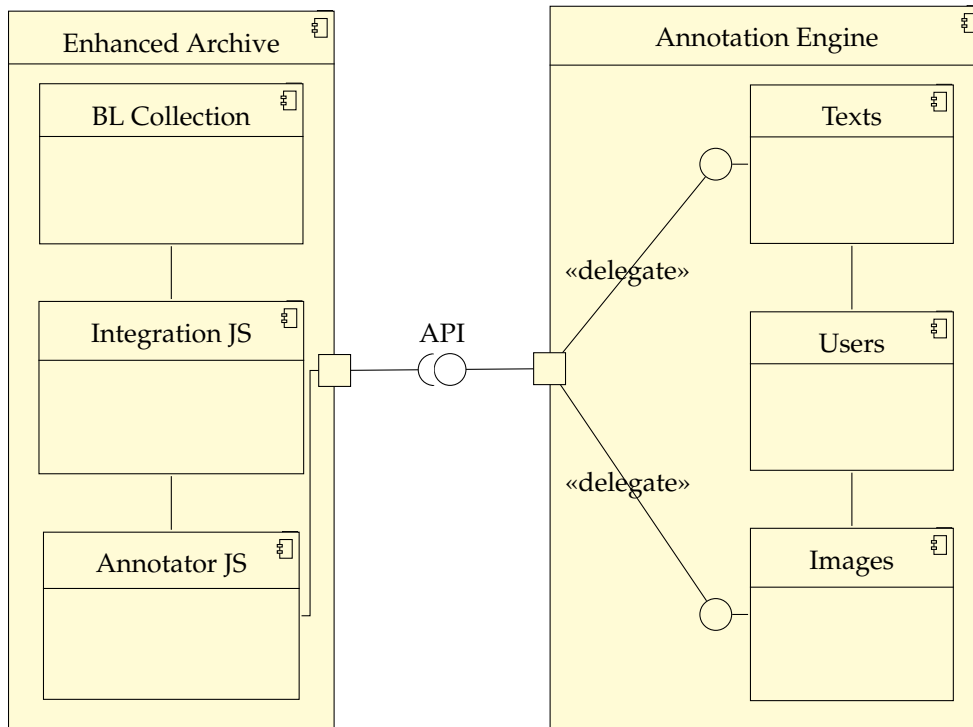 Enhanced Archive
BL Collection
Integration JS
Annotator JS
API
Annotation Engine
Texts
«delegate»
Users
«delegate»
Images